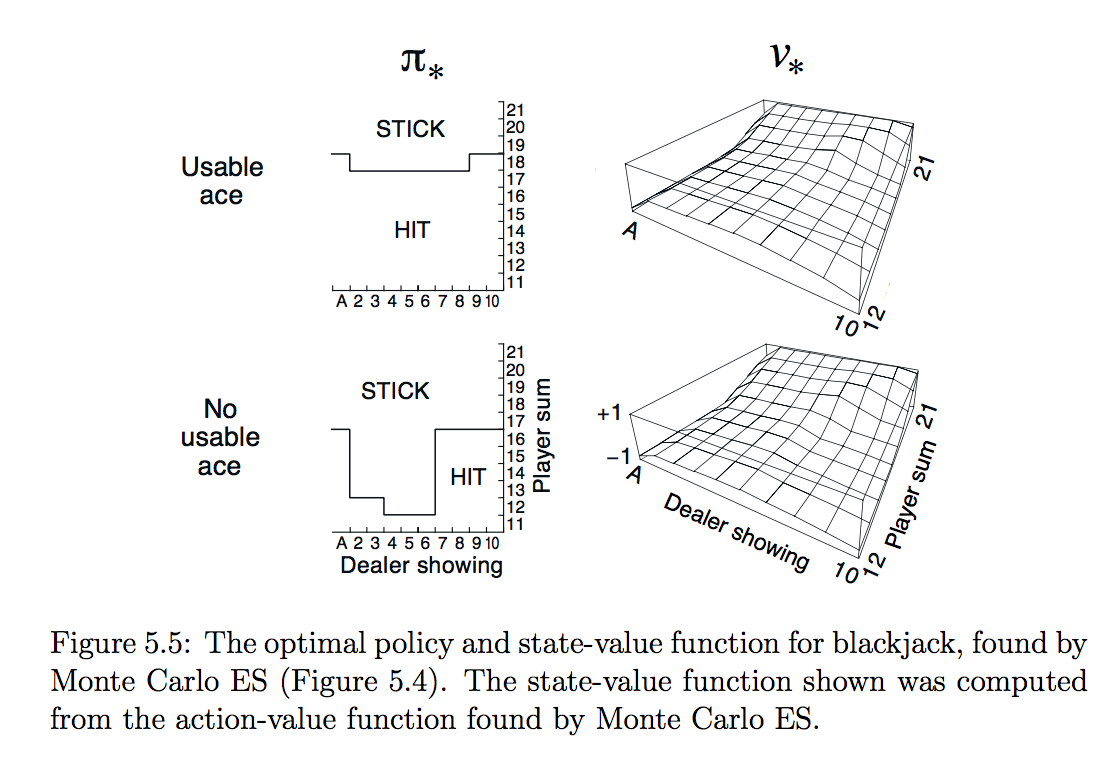 π* v*
Usable
ace
STICK
HIT
21
20
19
18
17
16
15
14
13
12
11
A 2 3 4 5 6 7 8 9 10
A
21
10
12
No
usable
ace
STICK
HIT
21
20
19
18
17
16
15
14
13
12
11
Player sum
A 2 3 4 5 6 7 8 9 10
Dealer showing
+1
−1
A
Dealer showing
10
12
Player sum
21
Figure 5.5: The optimal policy and state-value function for blackjack, found by
Monte Carlo ES (Figure 5.4). The state-value function shown was computed
from the action-value function found by Monte Carlo ES.